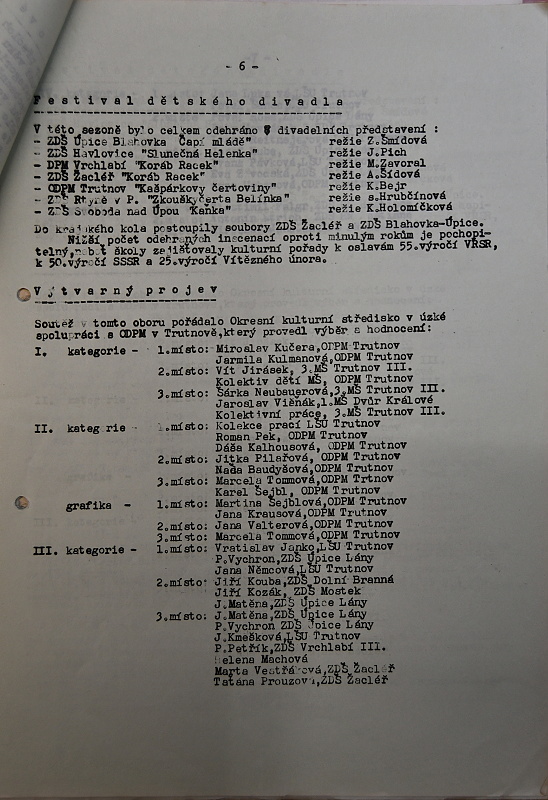 - 6 -
Festival dětského divadla
V této sezoně bylo celkem odehráno 7 divadelních představení :
- ZDŠ Úpice Blahovka "Čapí mládě" režie Z.Šmídová
- ZDŠ Havlovice "Slunečná Helenka" režie J.Pich
- DPM Vrchlabí "Koráb Racek" režie M.Zavoral
- ZDŠ Žacléř "Koráb Racek" režie A.Šídová
- ODPM Trutnov "Kašpárkovy čertoviny" režie K.Bejr
- ZDŠ Rtyně v P. "Zkoušky čerta Belínka" režie s.Hrubčínová
- ZDŠ Svoboda nad Úpou "Kaňka" režie K.Holomíčková
Do krajského kola postoupily soubory ZDŠ Žacléř a ZDŠ Blahovka-Úpice.
Nižší počet odehraných inscenací oproti minulým rokům je pochopi-
telný,neboť školy zajišťovaly kulturní pořady k oslavám 55.výročí VŘSR,
k 50.výročí SSSR a 25.výročí Vítězného února.
Výtvarný projev
Soutěž v tomto oboru pořádalo Okresní kulturní středisko v úzké
spolupráci s ODPM v Trutnově,který provedl výběr a hodnocení:
I. kategorie - 1.místo: Miroslav Kučera,ODPM Trutnov
Jarmila Kulmanová,ODPM Trutnov
2.místo: Vít Jirásek, 3.MŠ Trutnov III.
Kolektiv dětí MŠ, ODPM Trutnov
3.místo: Šárka Neubauerová,3.MŠ Trutnov III.
Jaroslav Višňák,1.MŠ Dvůr Králové
Kolektivní práce, 3.MŠ Trutnov III.
II. kategorie - 1.místo: Kolekce prací LŠU Trutnov
Roman Pek, ODPM Trutnov
Dáša Kalhousová, ODPM Trutnov
2.místo: Jitka Pilařová, ODPM Trutnov
Naďa Baudyšová,ODPM Trutnov
3.místo: Marcela Tommová, ODPM Trtnov
Karel Šejbl, ODPM Trutnov
grafika - 1.místo: Martina Šejblová,ODPM Trutnov
Jana Krausová,ODPM Trutnov
2.místo: Jana Valterová,ODPM Trutnov
3.místo: Marcela Tommová,ODPM Trutnov
III. kategorie - 1.místo: Vratislav Janko,LŠU Trutnov
P.Vychron,ZDŠ Úpice Lány
Jana Němcová,LŠU Trutnov
2.místo: Jiří Kouba,ZDŠ Dolní Branná
Jiří Kozák, ZDŠ Mostek
J.Matěna,ZDŠ Úpice Lány
3.místo: J.Matěna,ZDŠ Úpice Lány
P.Vychron ZDŠ Úpice Lány
J.Kmešková,LŠU Trutnov
P.Petřík,ZDŠ Vrchlabí III.
Helena Machová
Marta Vestřálová,ZDŠ Žacléř
Taťána Prouzová,ZDŠ Žacléř